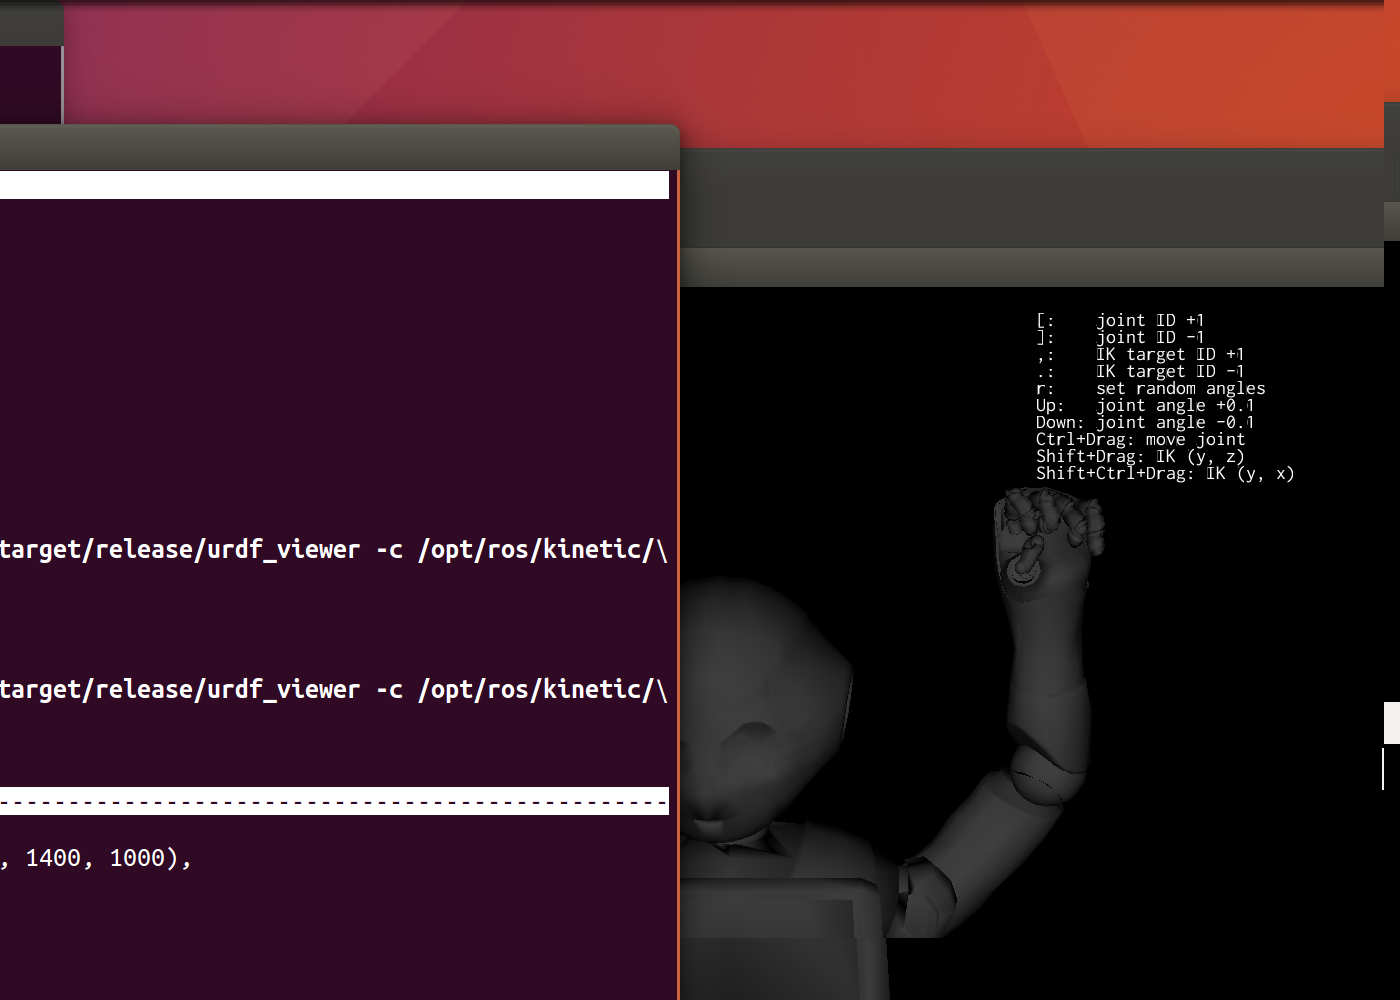 target/release/urdf_viewer -c /opt/ros/kinetic/\
target/release/urdf_viewer -c /opt/ros/kinetic/\
------------------------------------------------
, 1400, 1000),
[:    joint ID +1
]:    joint ID -1
,:    IK target ID +1
.:    IK target ID -1
r:    set random angles
Up:   joint angle +0.1
Down: joint angle -0.1
Ctrl+Drag: move joint
Shift+Drag: IK (y, z)
Shift+Ctrl+Drag: IK (y, x)